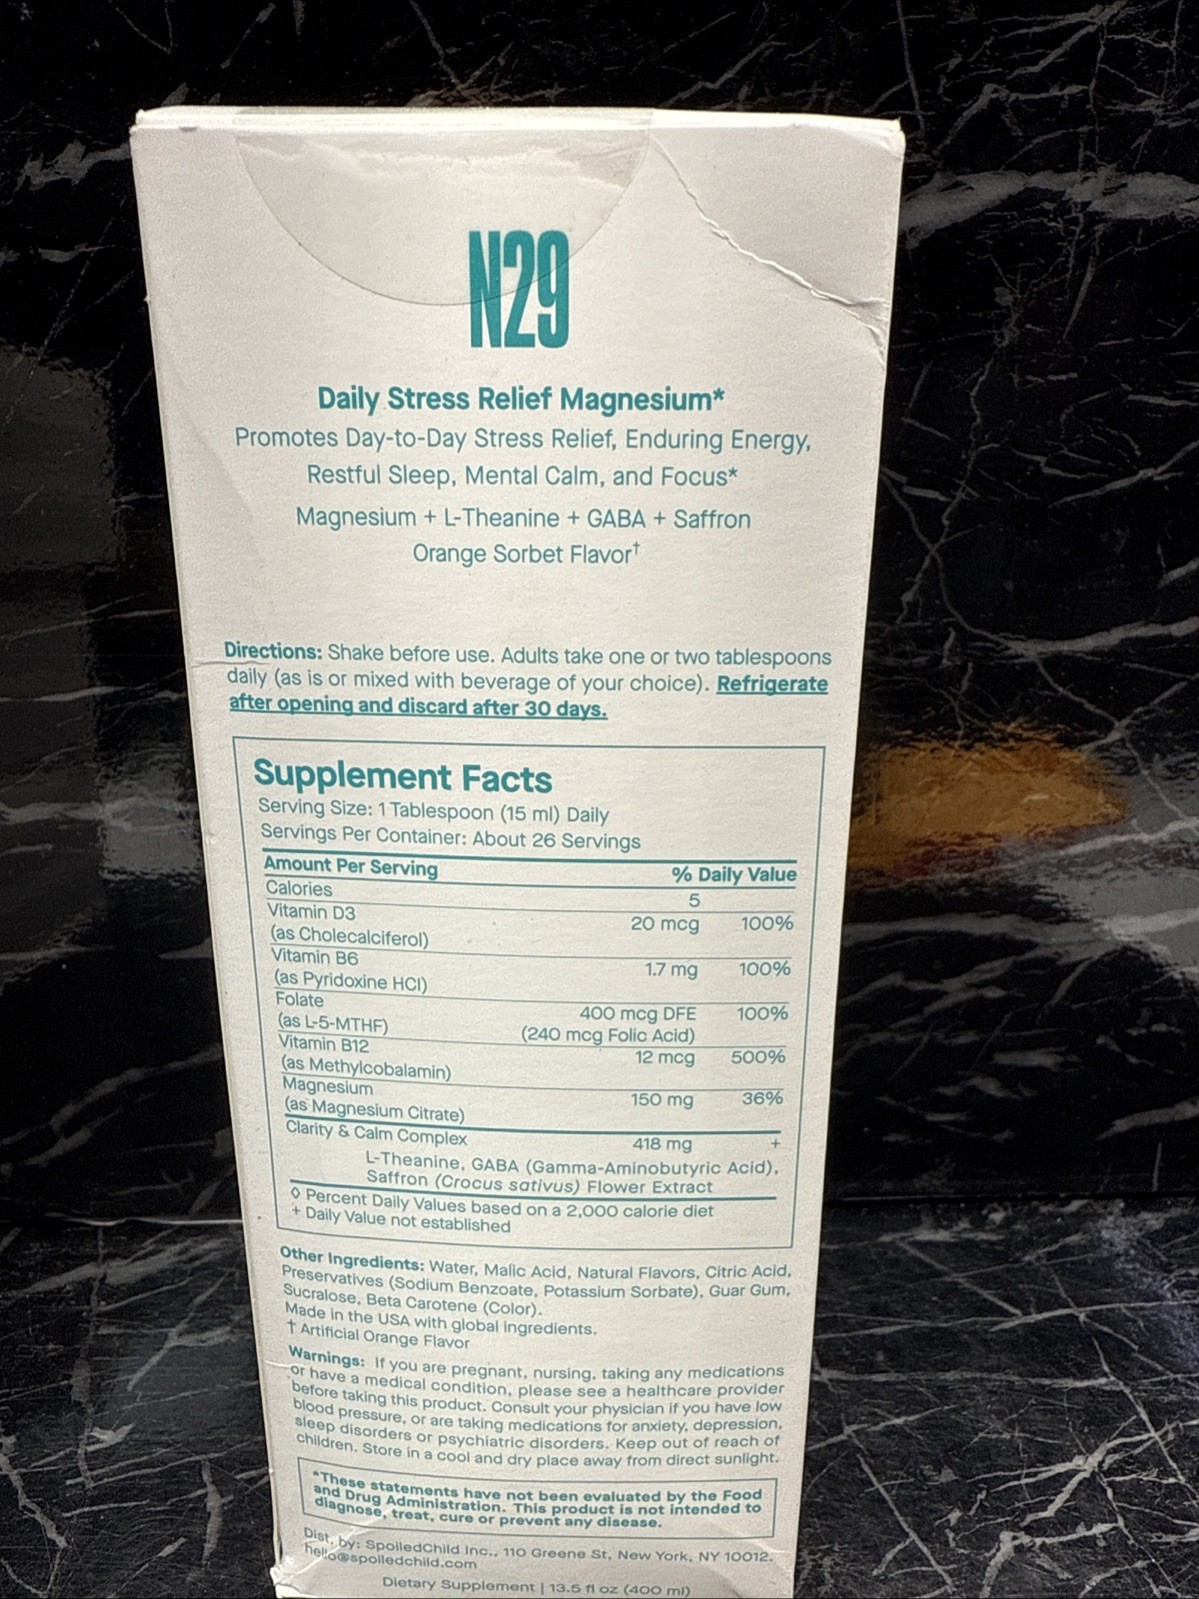 N29
Daily Stress Relief Magnesium*
Promotes Day-to-Day Stress Relief, Enduring Energy,
Restful Sleep, Mental Calm, and Focus*
Magnesium + L-Theanine + GABA + Saffron
Orange Sorbet Flavor†
Directions: Shake before use. Adults take one or two tablespoons
daily (as is or mixed with beverage of your choice). Refrigerate
after opening and discard after 30 days.
Supplement Facts
Serving Size: 1 Tablespoon (15 ml) Daily
Servings Per Container: About 26 Servings
Amount Per Serving % Daily Value
Calories 5
Vitamin D3 20 mcg 100%
(as Cholecalciferol)
Vitamin B6 1.7 mg 100%
(as Pyridoxine HCl)
Folate 400 mcg DFE 100%
(as L-5-MTHF) (240 mcg Folic Acid)
Vitamin B12 12 mcg 500%
(as Methylcobalamin)
Magnesium 150 mg 36%
(as Magnesium Citrate)
Clarity & Calm Complex 418 mg +
L-Theanine, GABA (Gamma-Aminobutyric Acid),
Saffron (Crocus sativus) Flower Extract
◊ Percent Daily Values based on a 2,000 calorie diet
+ Daily Value not established
Other Ingredients: Water, Malic Acid, Natural Flavors, Citric Acid,
Preservatives (Sodium Benzoate, Potassium Sorbate), Guar Gum,
Sucralose, Beta Carotene (Color).
Made in the USA with global ingredients.
† Artificial Orange Flavor
Warnings: If you are pregnant, nursing, taking any medications
or have a medical condition, please see a healthcare provider
before taking this product. Consult your physician if you have low
blood pressure, or are taking medications for anxiety, depression,
sleep disorders or psychiatric disorders. Keep out of reach of
children. Store in a cool and dry place away from direct sunlight.
*These statements have not been evaluated by the Food
and Drug Administration. This product is not intended to
diagnose, treat, cure or prevent any disease.
Dist. by: SpoiledChild Inc., 110 Greene St, New York, NY 10012.
hello@spoiledchild.com
Dietary Supplement | 13.5 fl oz (400 ml)